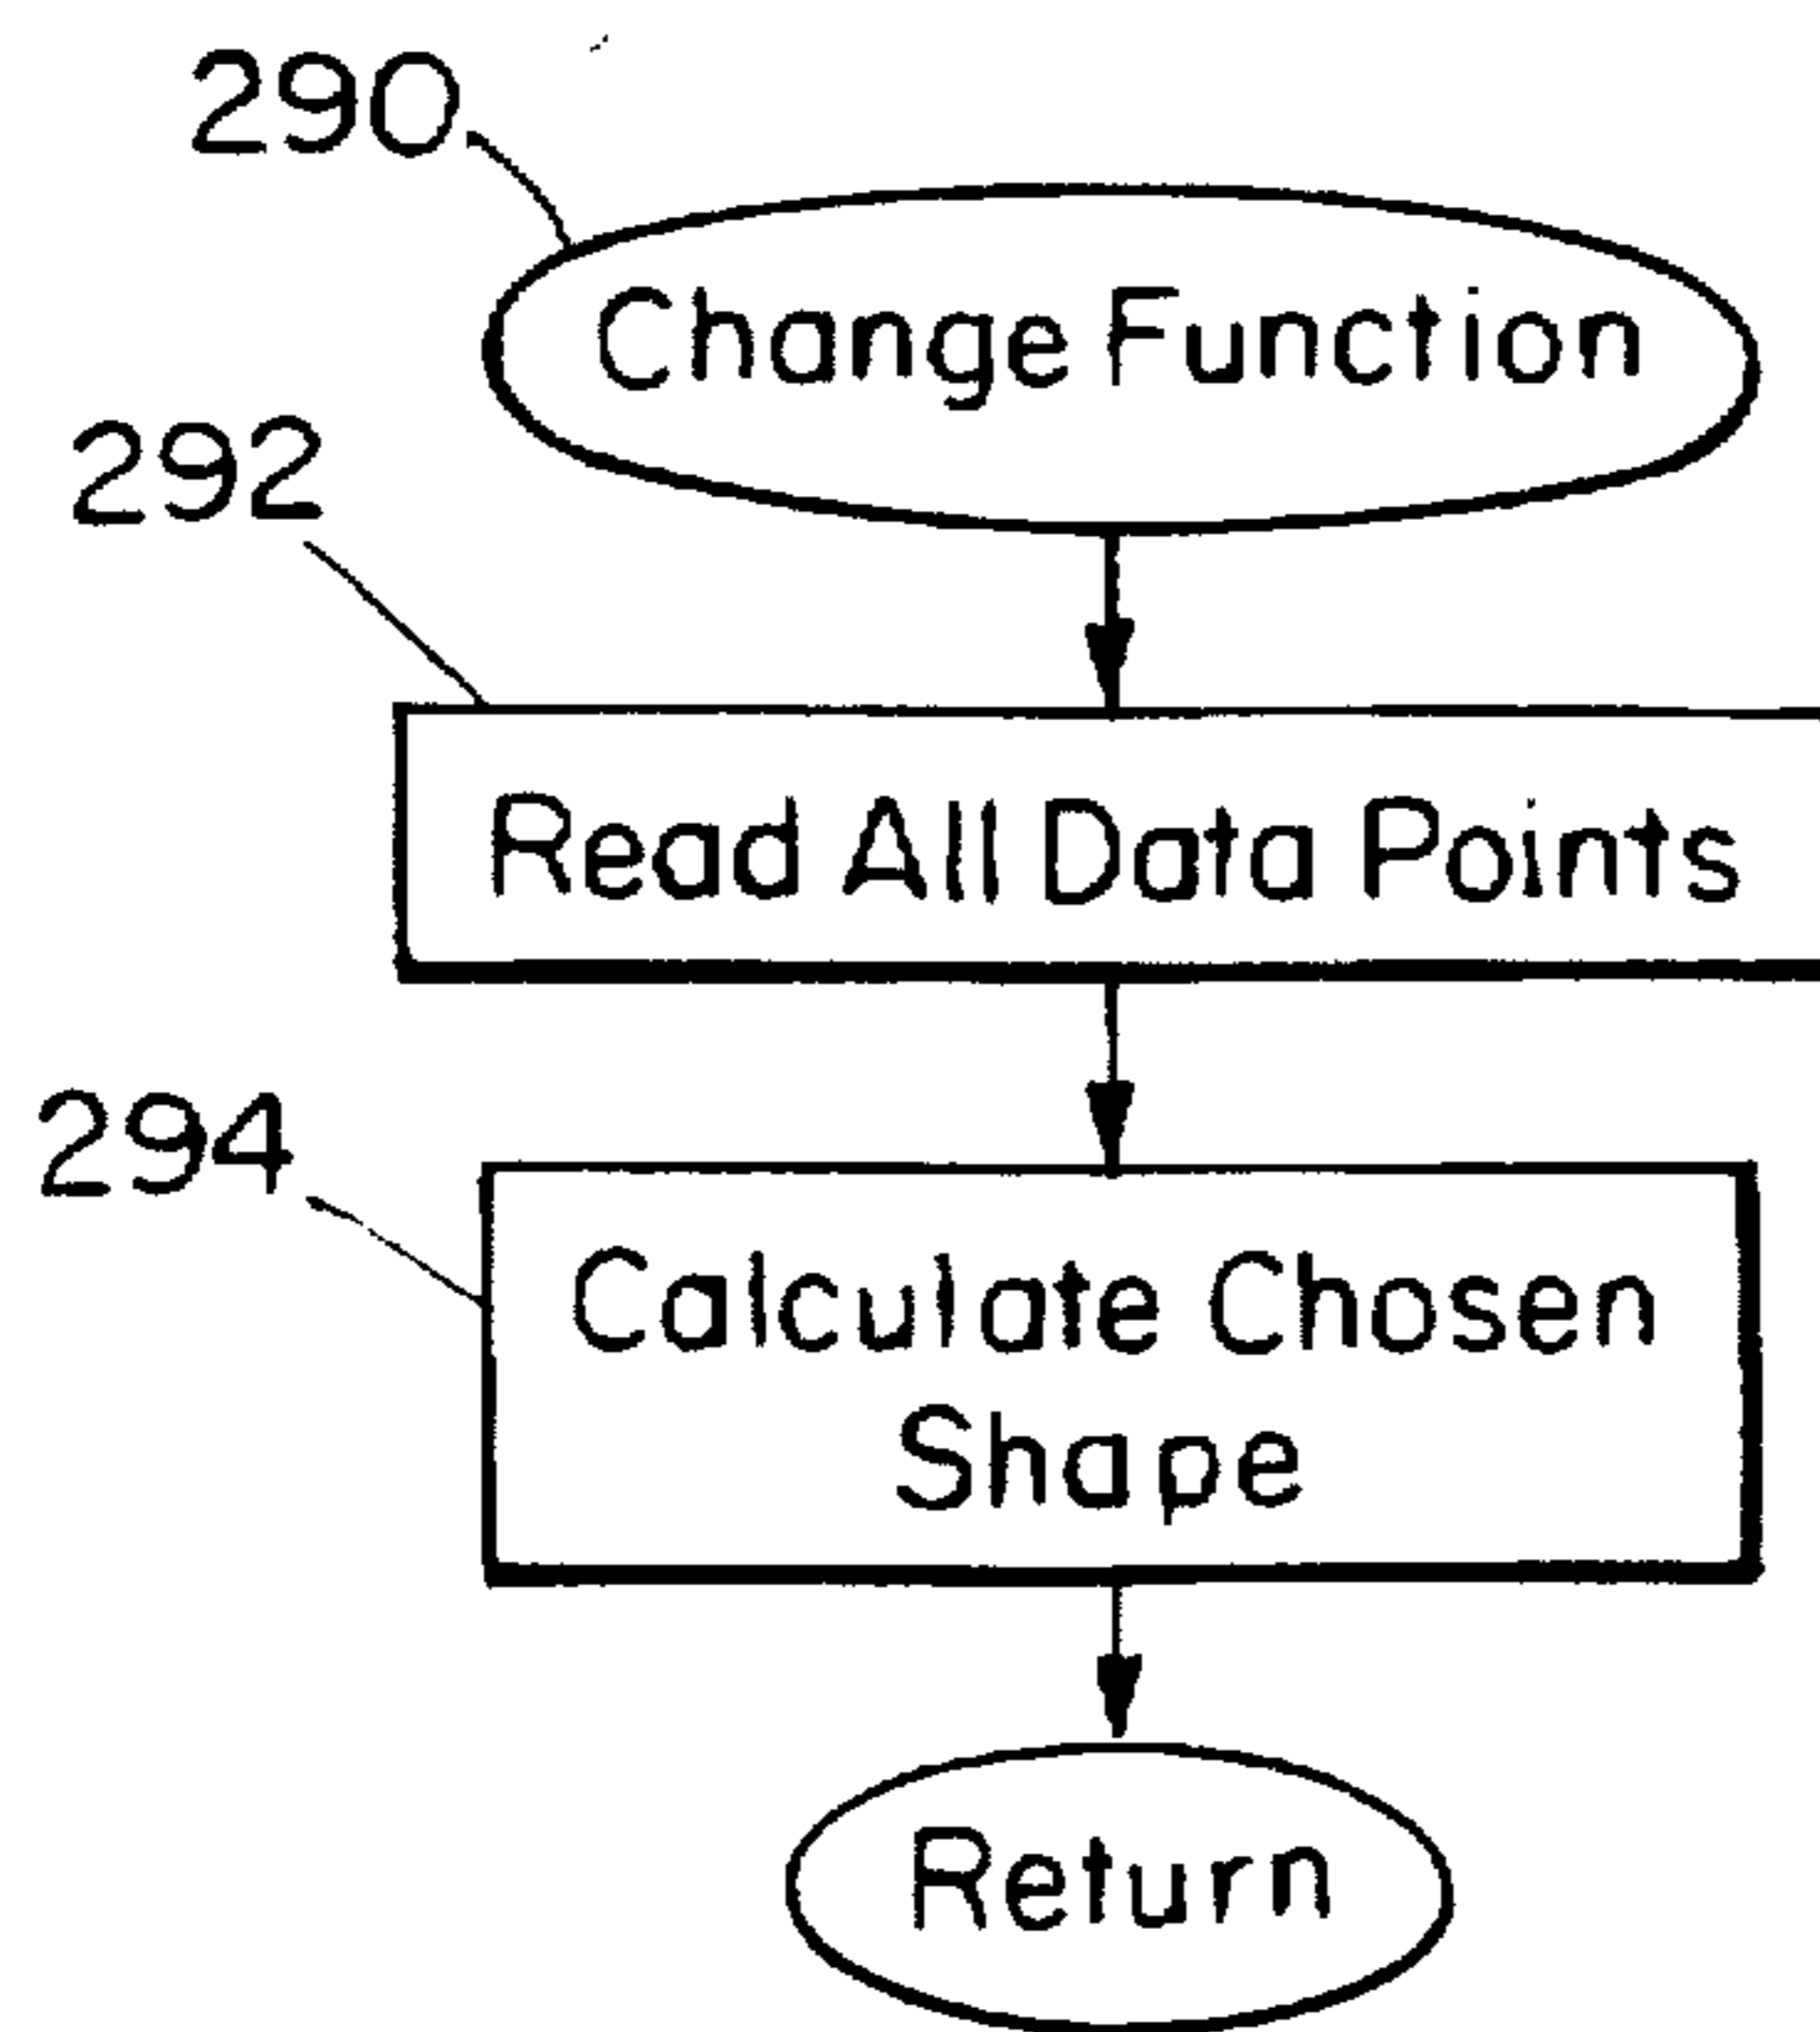 290
Change Function
292
Read All Data Points
294
Calculate Chosen
Shape
Return